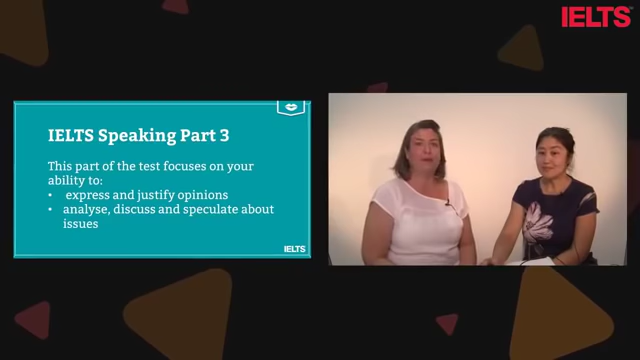 IELTS™
IELTS Speaking Part 3
This part of the test focuses on your
ability to:
• express and justify opinions
• analyse, discuss and speculate about
issues
IELTS